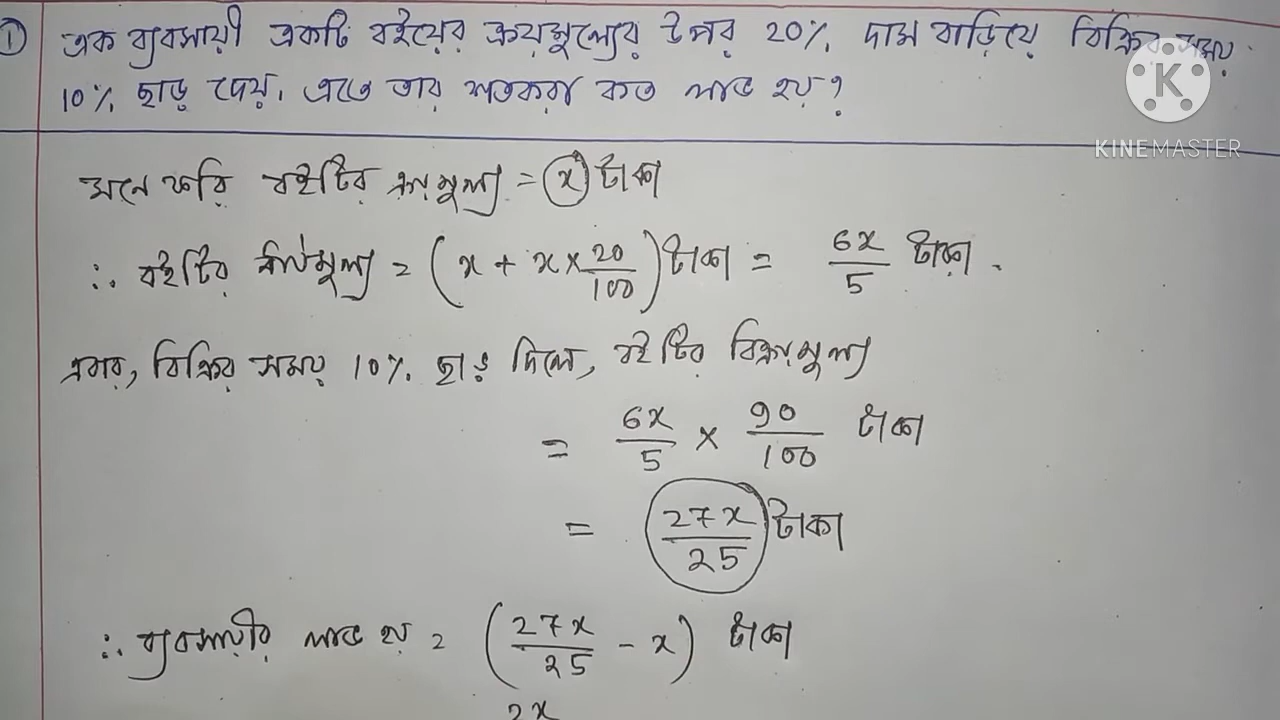 ① এক ব্যবসায়ী একটি বইয়ের ক্রয়মূল্যের উপর 20% দাম বাড়িয়ে বিক্রির সময়
10% ছাড় দেয়। এতে তার শতকরা কত লাভ হয়?
K
KINEMASTER
মনে করি বইটির ক্রয়মূল্য = x টাকা
∴ বইটির ধার্যমূল্য = (x + x × 20/100) টাকা = 6x/5 টাকা.
এবার, বিক্রির সময় 10% ছাড় দিলে, বইটির বিক্রয়মূল্য
= 6x/5 × 90/100 টাকা
= 27x/25 টাকা
∴ ব্যবসায়ীর লাভ হয় = (27x/25 - x) টাকা
2x